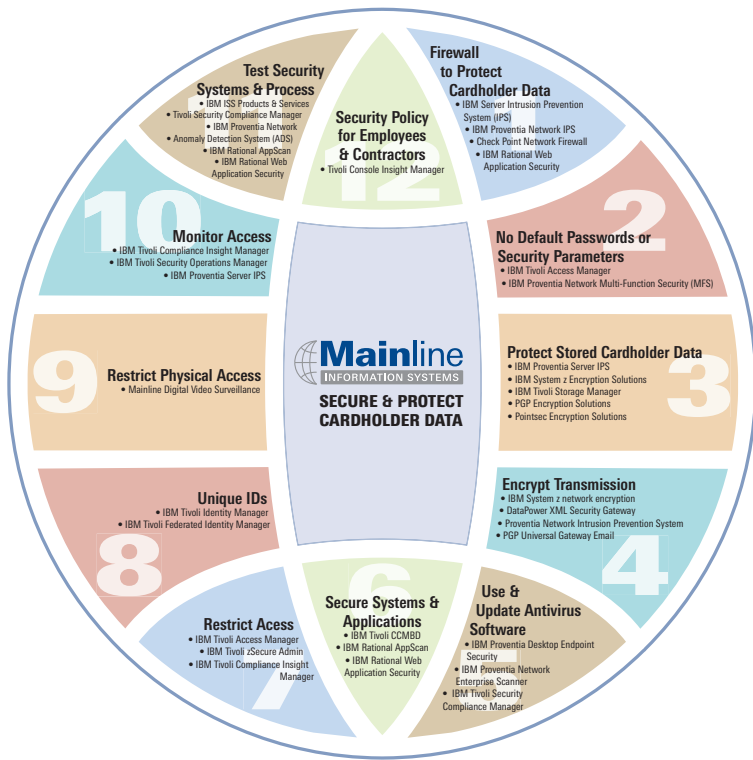 Mainline
INFORMATION SYSTEMS
SECURE & PROTECT
CARDHOLDER DATA
1
Firewall
to Protect
Cardholder Data
• IBM Server Intrusion Prevention
System (IPS)
• IBM Proventia Network IPS
• Check Point Network Firewall
• IBM Rational Web
Application Security
2
No Default Passwords or
Security Parameters
• IBM Tivoli Access Manager
• IBM Proventia Network Multi-Function Security (MFS)
3
Protect Stored Cardholder Data
• IBM Proventia Server IPS
• IBM System z Encryption Solutions
• IBM Tivoli Storage Manager
• PGP Encryption Solutions
• Pointsec Encryption Solutions
4
Encrypt Transmission
• IBM System z network encryption
• DataPower XML Security Gateway
• Proventia Network Intrusion Prevention System
• PGP Universal Gateway Email
5
Use &
Update Antivirus
Software
• IBM Proventia Desktop Endpoint
Security
• IBM Proventia Network
Enterprise Scanner
• IBM Tivoli Security
Compliance Manager
6
Secure Systems &
Applications
• IBM Tivoli CCMBD
• IBM Rational AppScan
• IBM Rational Web
Application Security
7
Restrict Acess
• IBM Tivoli Access Manager
• IBM Tivoli zSecure Admin
• IBM Tivoli Compliance Insight
Manager
8
Unique IDs
• IBM Tivoli Identity Manager
• IBM Tivoli Federated Identity Manager
9
Restrict Physical Access
• Mainline Digital Video Surveillance
10
Monitor Access
• IBM Tivoli Compliance Insight Manager
• IBM Tivoli Security Operations Manager
• IBM Proventia Server IPS
11
Test Security
Systems & Process
• IBM ISS Products & Services
• Tivoli Security Compliance Manager
• IBM Proventia Network
• Anomaly Detection System (ADS)
• IBM Rational AppScan
• IBM Rational Web
Application Security
12
Security Policy
for Employees
& Contractors
• Tivoli Console Insight Manager